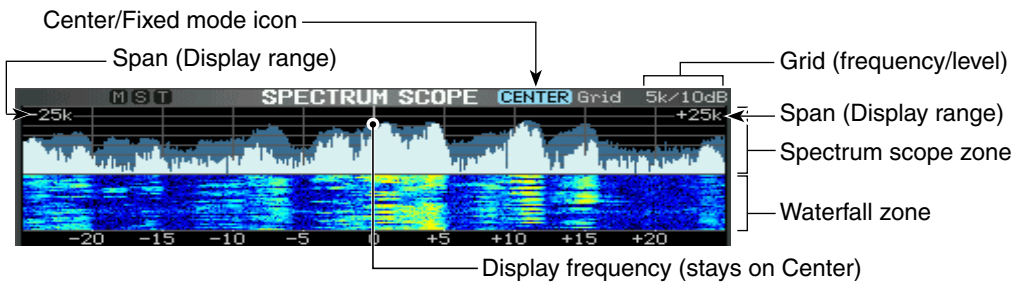 Center/Fixed mode icon
Span (Display range)
Grid (frequency/level)
M S T SPECTRUM SCOPE CENTER Grid 5k/10dB
-25k +25k
Span (Display range)
Spectrum scope zone
Waterfall zone
-20 -15 -10 -5 0 +5 +10 +15 +20
Display frequency (stays on Center)